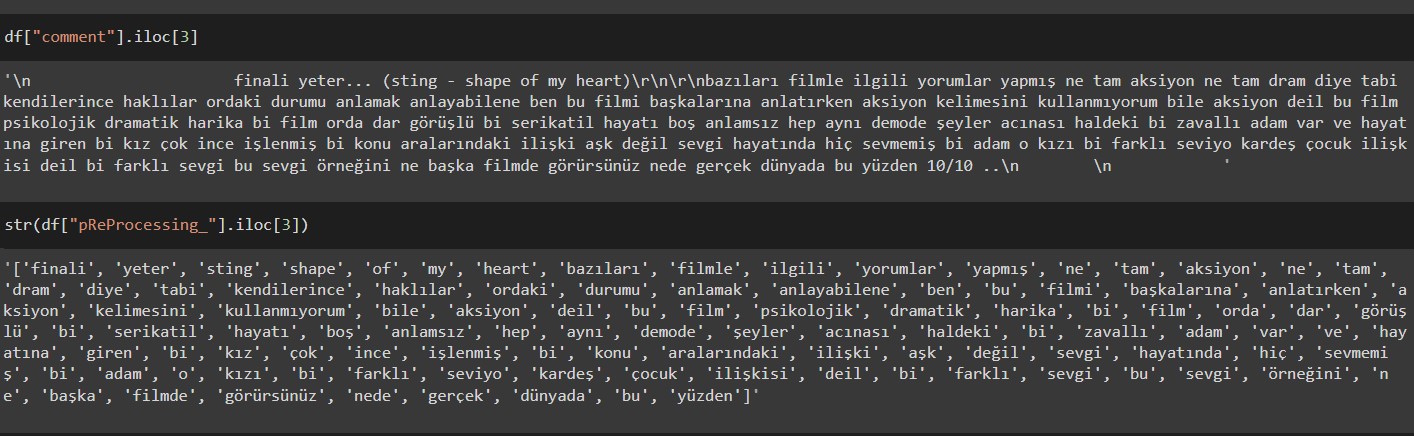 df["comment"].iloc[3]
'\n                    finali yeter... (sting - shape of my heart)\r\n\r\nbazıları filmle ilgili yorumlar yapmış ne tam aksiyon ne tam dram diye tabi
kendilerince haklılar ordaki durumu anlamak anlayabilene ben bu filmi başkalarına anlatırken aksiyon kelimesini kullanmıyorum bile aksiyon deil bu film
psikolojik dramatik harika bi film orda dar görüşlü bi serikatil hayatı boş anlamsız hep aynı demode şeyler acınası haldeki bi zavallı adam var ve hayat
ına giren bi kız çok ince işlenmiş bi konu aralarındaki ilişki aşk değil sevgi hayatında hiç sevmemiş bi adam o kızı bi farklı seviyo kardeş çocuk ilişk
isi deil bi farklı sevgi bu sevgi örneğini ne başka filmde görürsünüz nede gerçek dünyada bu yüzden 10/10 ..\n        \n            '
str(df["pReProcessing_"].iloc[3])
'['finali', 'yeter', 'sting', 'shape', 'of', 'my', 'heart', 'bazıları', 'filmle', 'ilgili', 'yorumlar', 'yapmış', 'ne', 'tam', 'aksiyon', 'ne', 'tam',
'dram', 'diye', 'tabi', 'kendilerince', 'haklılar', 'ordaki', 'durumu', 'anlamak', 'anlayabilene', 'ben', 'bu', 'filmi', 'başkalarına', 'anlatırken', 'a
ksiyon', 'kelimesini', 'kullanmıyorum', 'bile', 'aksiyon', 'deil', 'bu', 'film', 'psikolojik', 'dramatik', 'harika', 'bi', 'film', 'orda', 'dar', 'görüş
lü', 'bi', 'serikatil', 'hayatı', 'boş', 'anlamsız', 'hep', 'aynı', 'demode', 'şeyler', 'acınası', 'haldeki', 'bi', 'zavallı', 'adam', 'var', 've', 'hay
atına', 'giren', 'bi', 'kız', 'çok', 'ince', 'işlenmiş', 'bi', 'konu', 'aralarındaki', 'ilişki', 'aşk', 'değil', 'sevgi', 'hayatında', 'hiç', 'sevmemi
ş', 'bi', 'adam', 'o', 'kızı', 'bi', 'farklı', 'seviyo', 'kardeş', 'çocuk', 'ilişkisi', 'deil', 'bi', 'farklı', 'sevgi', 'bu', 'sevgi', 'örneğini', 'n
e', 'başka', 'filmde', 'görürsünüz', 'nede', 'gerçek', 'dünyada', 'bu', 'yüzden']'